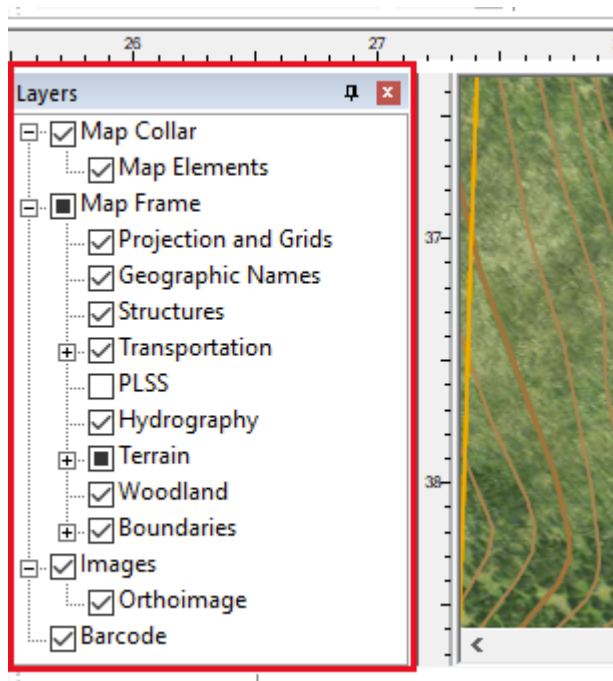 26 27
Layers
Map Collar
Map Elements
Map Frame
Projection and Grids
Geographic Names
Structures
Transportation
PLSS
Hydrography
Terrain
Woodland
Boundaries
Images
Orthoimage
Barcode
37
38